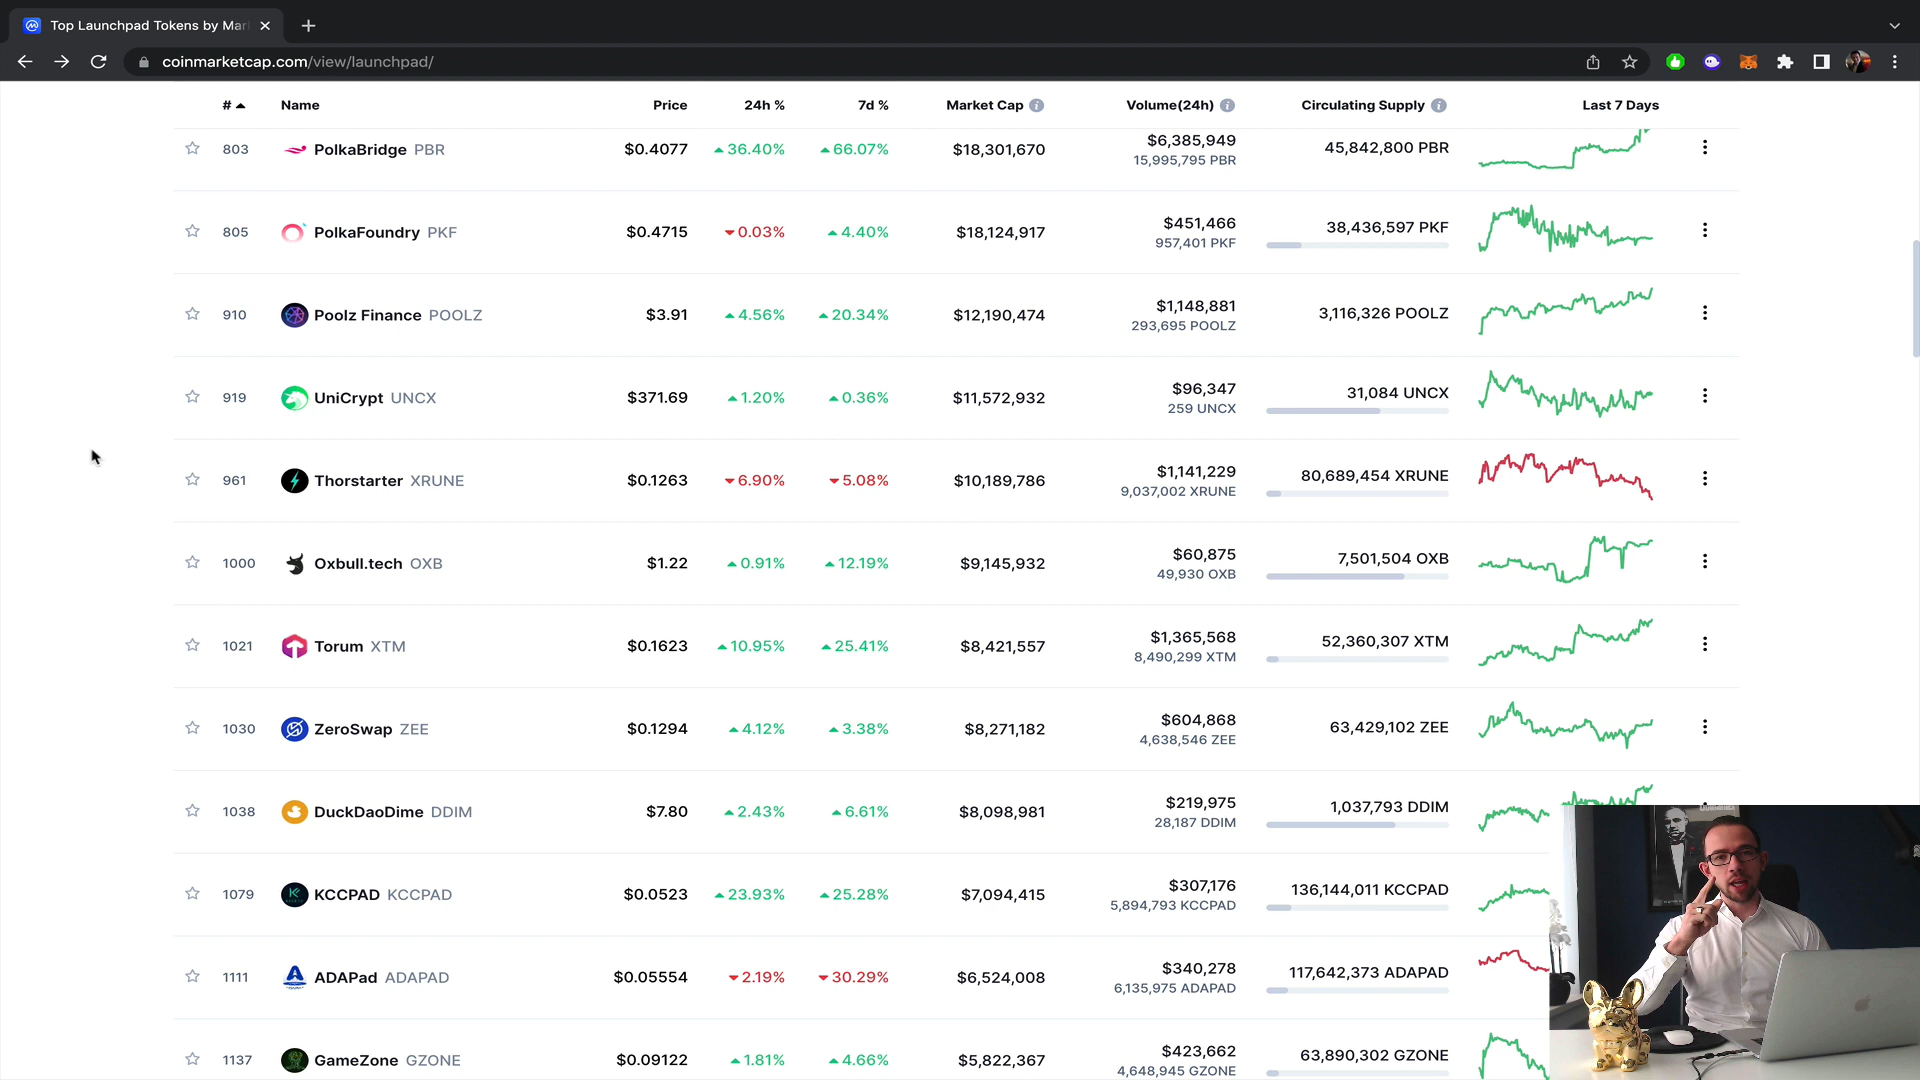 Top Launchpad Tokens by Mar
coinmarketcap.com/view/launchpad/
# Name Price 24h % 7d % Market Cap Volume(24h) Circulating Supply Last 7 Days
803 PolkaBridge PBR $0.4077 36.40% 66.07% $18,301,670 $6,385,949 45,842,800 PBR
15,995,795 PBR
805 PolkaFoundry PKF $0.4715 0.03% 4.40% $18,124,917 $451,466 38,436,597 PKF
957,401 PKF
910 Poolz Finance POOLZ $3.91 4.56% 20.34% $12,190,474 $1,148,881 3,116,326 POOLZ
293,695 POOLZ
919 UniCrypt UNCX $371.69 1.20% 0.36% $11,572,932 $96,347 31,084 UNCX
259 UNCX
961 Thorstarter XRUNE $0.1263 6.90% 5.08% $10,189,786 $1,141,229 80,689,454 XRUNE
9,037,002 XRUNE
1000 Oxbull.tech OXB $1.22 0.91% 12.19% $9,145,932 $60,875 7,501,504 OXB
49,930 OXB
1021 Torum XTM $0.1623 10.95% 25.41% $8,421,557 $1,365,568 52,360,307 XTM
8,490,299 XTM
1030 ZeroSwap ZEE $0.1294 4.12% 3.38% $8,271,182 $604,868 63,429,102 ZEE
4,638,546 ZEE
1038 DuckDaoDime DDIM $7.80 2.43% 6.61% $8,098,981 $219,975 1,037,793 DDIM
28,187 DDIM
1079 KCCPAD KCCPAD $0.0523 23.93% 25.28% $7,094,415 $307,176 136,144,011 KCCPAD
5,894,793 KCCPAD
1111 ADAPad ADAPAD $0.05554 2.19% 30.29% $6,524,008 $340,278 117,642,373 ADAPAD
6,135,975 ADAPAD
1137 GameZone GZONE $0.09122 1.81% 4.66% $5,822,367 $423,662 63,890,302 GZONE
4,648,945 GZONE